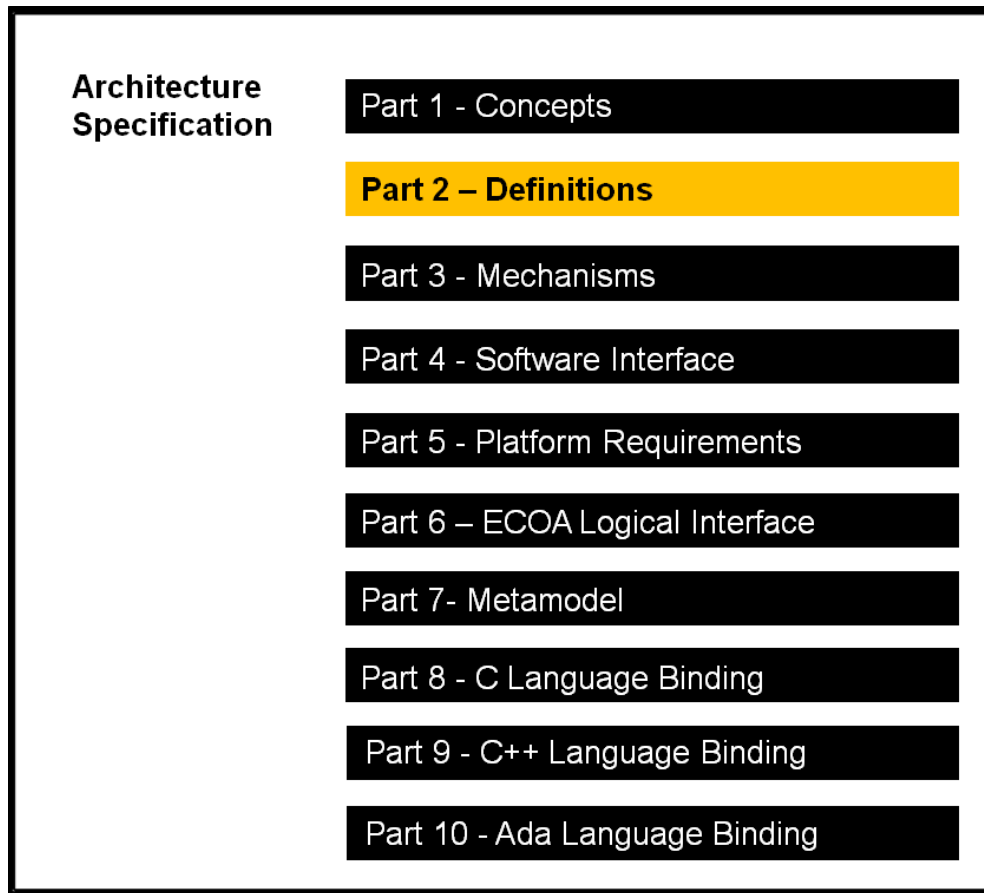 Architecture
Specification
Part 1 - Concepts
Part 2 – Definitions
Part 3 - Mechanisms
Part 4 - Software Interface
Part 5 - Platform Requirements
Part 6 – ECOA Logical Interface
Part 7- Metamodel
Part 8 - C Language Binding
Part 9 - C++ Language Binding
Part 10 - Ada Language Binding